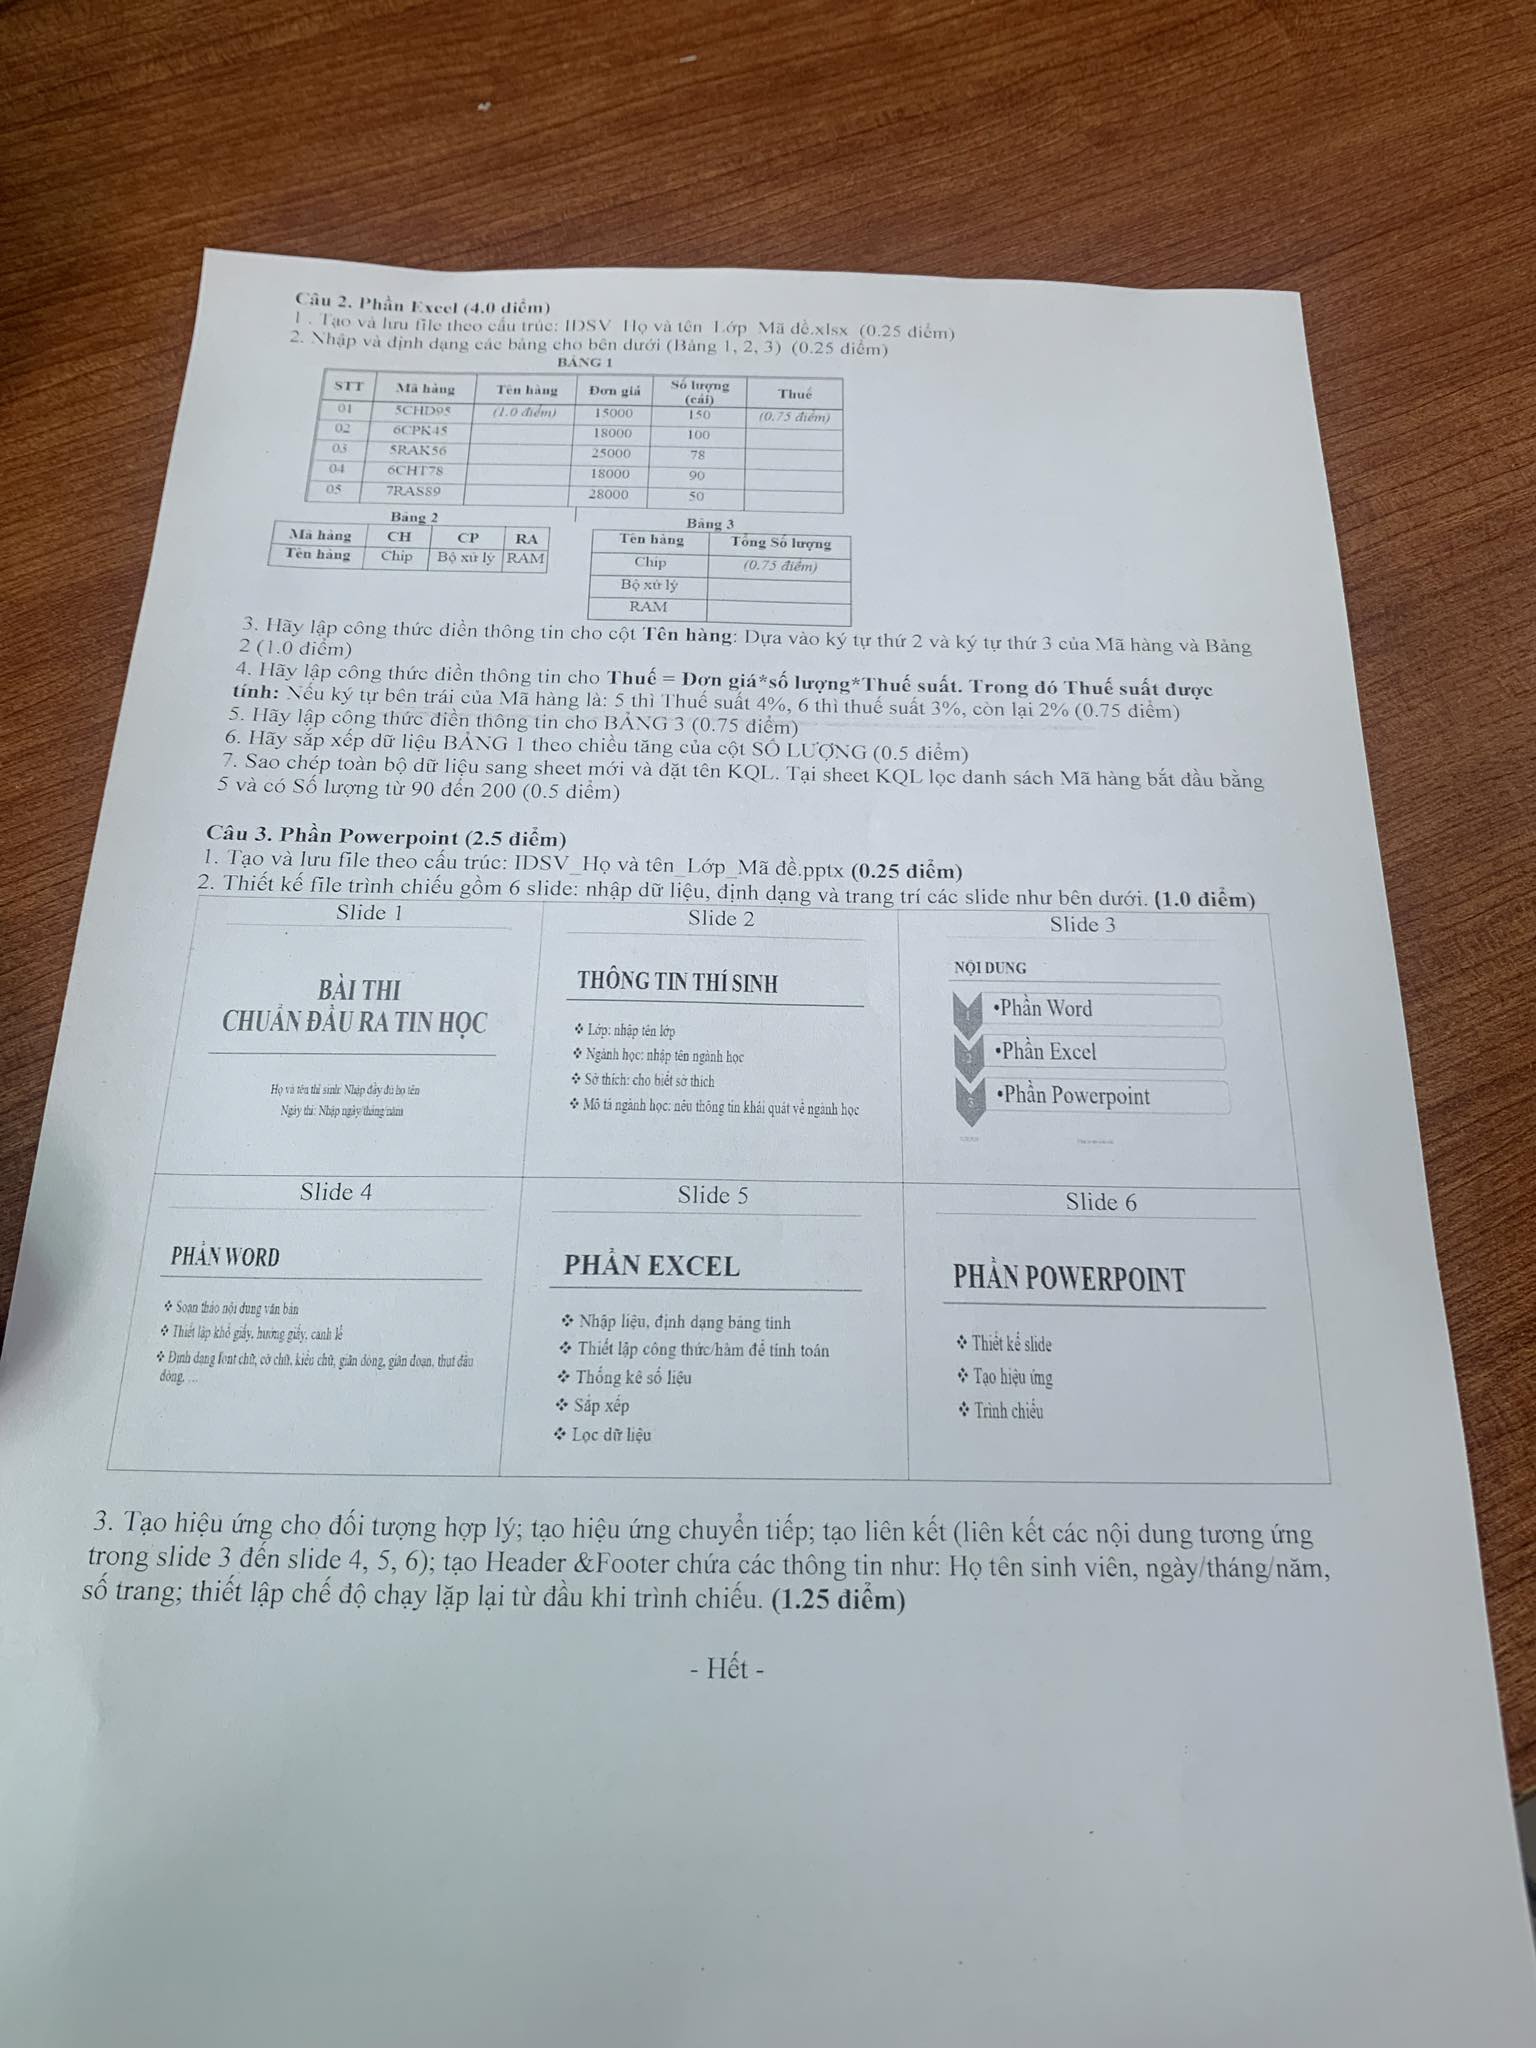 Câu 2. Phần Excel (4.0 điểm)
1 . Tạo và lưu file theo cấu trúc: IDSV_Họ và tên_Lớp_Mã đề.xlsx (0.25 điểm)
2. Nhập và định dạng các bảng cho bên dưới (Bảng 1, 2, 3) (0.25 điểm)
BẢNG 1
STT Mã hàng Tên hàng Đơn giá Số lượng (cái) Thuế
01 5CHD95 (1.0 điểm) 15000 150 (0.75 điểm)
02 6CPK45 18000 100
03 5RAK56 25000 78
04 6CHT78 18000 90
05 7RAS89 28000 50
Bảng 2
Mã hàng CH CP RA
Tên hàng Chip Bộ xử lý RAM
Bảng 3
Tên hàng Tổng Số lượng
Chip (0.75 điểm)
Bộ xử lý
RAM
3. Hãy lập công thức điền thông tin cho cột Tên hàng: Dựa vào ký tự thứ 2 và ký tự thứ 3 của Mã hàng và Bảng
2 (1.0 điểm)
4. Hãy lập công thức điền thông tin cho Thuế = Đơn giá*số lượng*Thuế suất. Trong đó Thuế suất được
tính: Nếu ký tự bên trái của Mã hàng là: 5 thì Thuế suất 4%, 6 thì thuế suất 3%, còn lại 2% (0.75 điểm)
5. Hãy lập công thức điền thông tin cho BẢNG 3 (0.75 điểm)
6. Hãy sắp xếp dữ liệu BẢNG 1 theo chiều tăng của cột SỐ LƯỢNG (0.5 điểm)
7. Sao chép toàn bộ dữ liệu sang sheet mới và đặt tên KQL. Tại sheet KQL lọc danh sách Mã hàng bắt đầu bằng
5 và có Số lượng từ 90 đến 200 (0.5 điểm)
Câu 3. Phần Powerpoint (2.5 điểm)
1. Tạo và lưu file theo cấu trúc: IDSV_Họ và tên_Lớp_Mã đề.pptx (0.25 điểm)
2. Thiết kế file trình chiếu gồm 6 slide: nhập dữ liệu, định dạng và trang trí các slide như bên dưới. (1.0 điểm)
Slide 1
BÀI THI
CHUẨN ĐẦU RA TIN HỌC
Họ và tên thí sinh: Nhập đầy đủ họ tên
Ngày thi: Nhập ngày/tháng/năm
Slide 2
THÔNG TIN THÍ SINH
❖ Lớp: nhập tên lớp
❖ Ngành học: nhập tên ngành học
❖ Sở thích: cho biết sở thích
❖ Mô tả ngành học: nêu thông tin khái quát về ngành học
Slide 3
NỘI DUNG
1 •Phần Word
2 •Phần Excel
3 •Phần Powerpoint
Slide 4
PHẦN WORD
❖ Soạn thảo nội dung văn bản
❖ Thiết lập khổ giấy, hướng giấy, canh lề
❖ Định dạng font chữ, cỡ chữ, kiểu chữ, giãn dòng, giãn đoạn, thụt đầu
dòng, ...
Slide 5
PHẦN EXCEL
❖ Nhập liệu, định dạng bảng tính
❖ Thiết lập công thức/hàm để tính toán
❖ Thống kê số liệu
❖ Sắp xếp
❖ Lọc dữ liệu
Slide 6
PHẦN POWERPOINT
❖ Thiết kế slide
❖ Tạo hiệu ứng
❖ Trình chiếu
3. Tạo hiệu ứng cho đối tượng hợp lý; tạo hiệu ứng chuyển tiếp; tạo liên kết (liên kết các nội dung tương ứng
trong slide 3 đến slide 4, 5, 6); tạo Header &Footer chứa các thông tin như: Họ tên sinh viên, ngày/tháng/năm,
số trang; thiết lập chế độ chạy lặp lại từ đầu khi trình chiếu. (1.25 điểm)
- Hết -